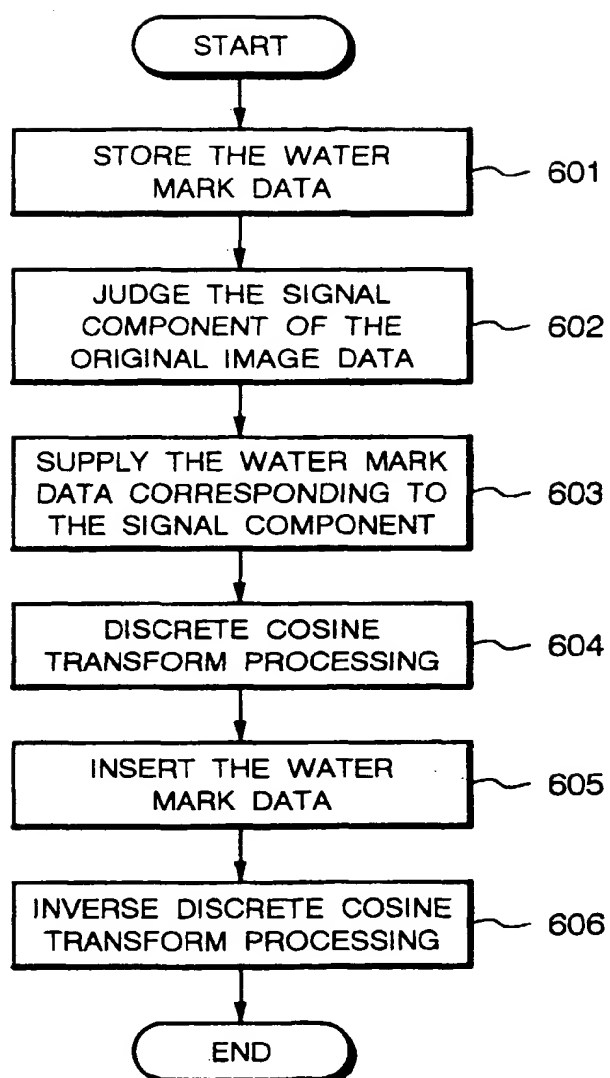 START
STORE THE WATER
MARK DATA
601
JUDGE THE SIGNAL
COMPONENT OF THE
ORIGINAL IMAGE DATA
602
SUPPLY THE WATER MARK
DATA CORRESPONDING TO
THE SIGNAL COMPONENT
603
DISCRETE COSINE
TRANSFORM PROCESSING
604
INSERT THE WATER
MARK DATA
605
INVERSE DISCRETE COSINE
TRANSFORM PROCESSING
606
END